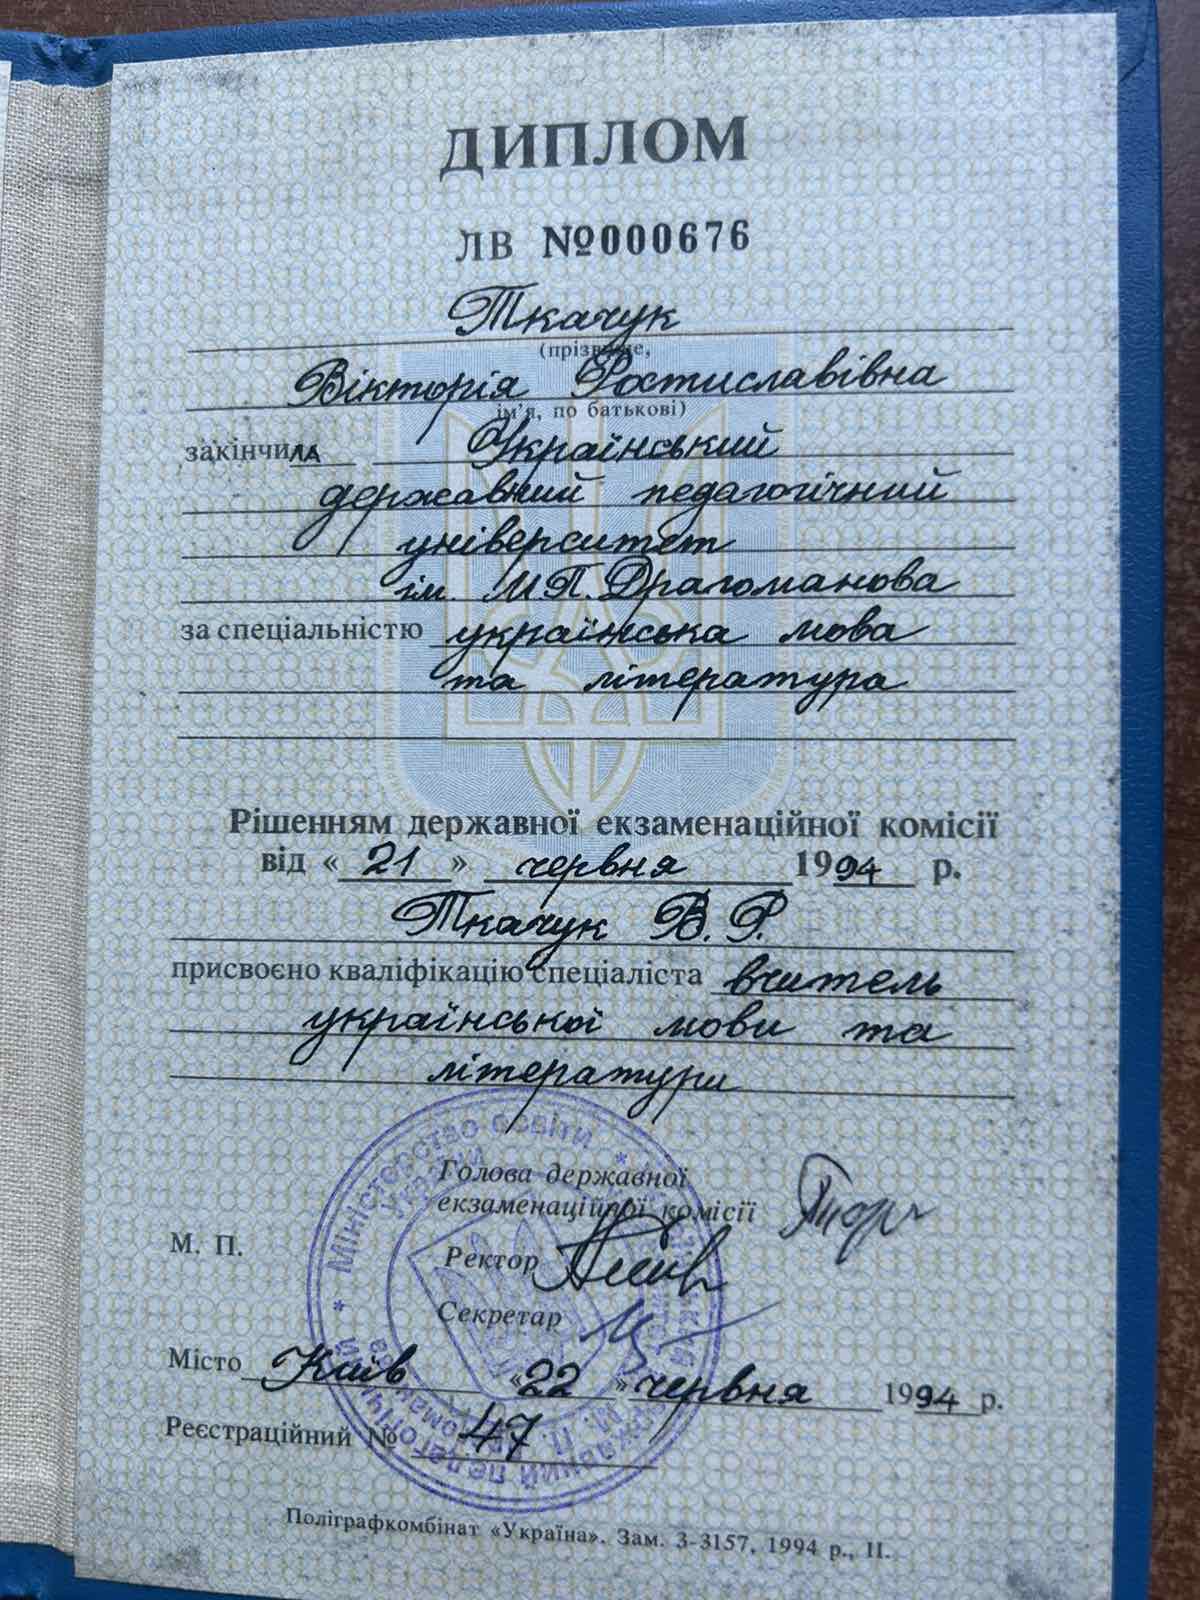 ДИПЛОМ
ЛВ №000676
Ткачук
(прізвище,
Вікторія Ростиславівна
ім'я, по батькові)
закінчила Український
державний педагогічний
університет
ім. М.П. Драгоманова
за спеціальністю українська мова
та література
Рішенням державної екзаменаційної комісії
від « 21 » червня 1994 р.
Ткачук В. Р.
присвоєно кваліфікацію спеціаліста вчитель
української мови та
літератури
Міністерство освіти
України
Голова державної
екзаменаційної комісії
М. П.
Ректор
Секретар
Місто Київ «22» червня 1994 р.
Реєстраційний № 47
Поліграфкомбінат «Україна». Зам. 3-3157, 1994 р., II.